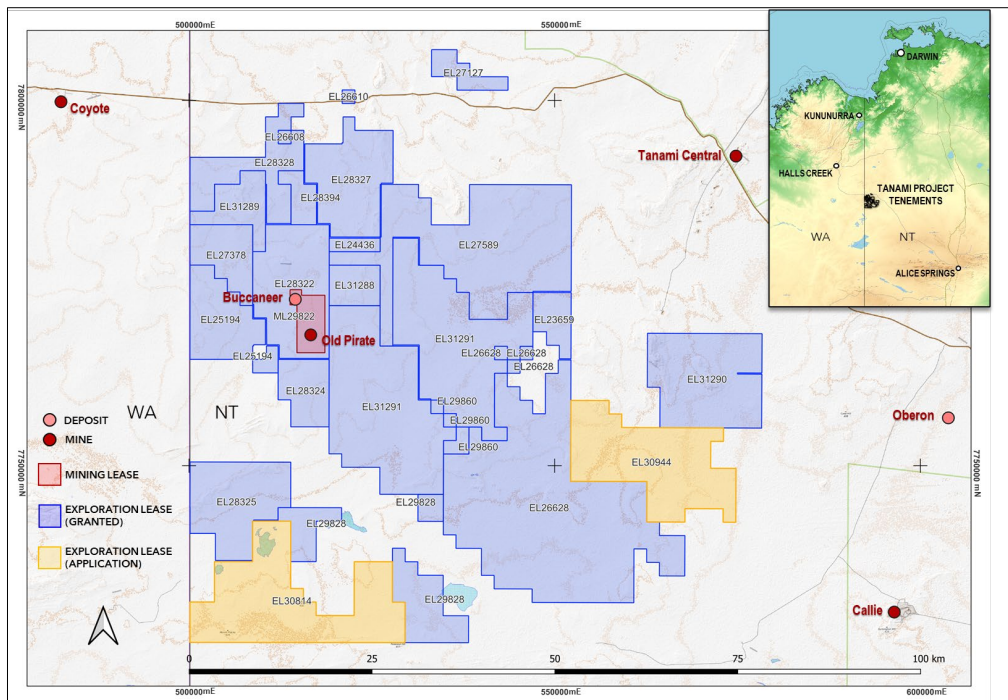 500000mE
550000mE
7800000 mN
Coyote
EL27127
EL26610
EL26608
EL28328
EL28327
EL28394
EL31289
Tanami Central
EL27378
EL24436
EL27589
EL28322
EL31288
Buccaneer
ML29822
EL25194
Old Pirate
EL31291
EL23659
EL25194
EL26628
EL26628
EL26628
EL28324
EL31291
EL31290
EL29860
EL29860
EL29860
Oberon
WA
NT
DEPOSIT
MINE
MINING LEASE
EXPLORATION LEASE
(GRANTED)
EXPLORATION LEASE
(APPLICATION)
7750000 mN
7750000 mN
EL30944
EL28325
EL29828
EL29828
EL26628
EL30814
EL29828
Callie
0
25
50
75
100 km
500000mE
550000mE
600000mE
DARWIN
KUNUNURRA
HALLS CREEK
TANAMI PROJECT
TENEMENTS
WA
NT
ALICE SPRINGS